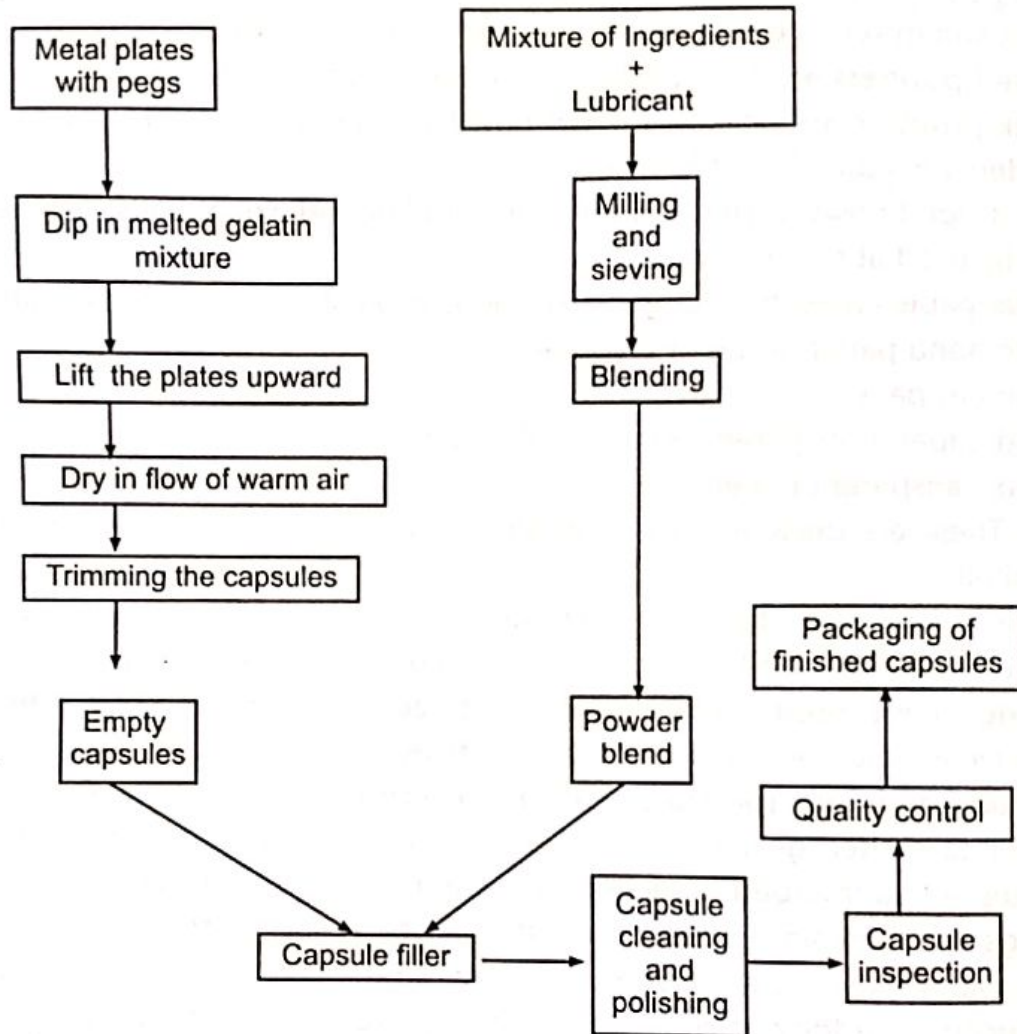 Metal plates
with pegs
Dip in melted gelatin
mixture
Lift the plates upward
Dry in flow of warm air
Trimming the capsules
Empty
capsules
Mixture of Ingredients
+
Lubricant
Milling
and
sieving
Blending
Powder
blend
Capsule filler
Capsule
cleaning
and
polishing
Capsule
inspection
Quality control
Packaging of
finished capsules